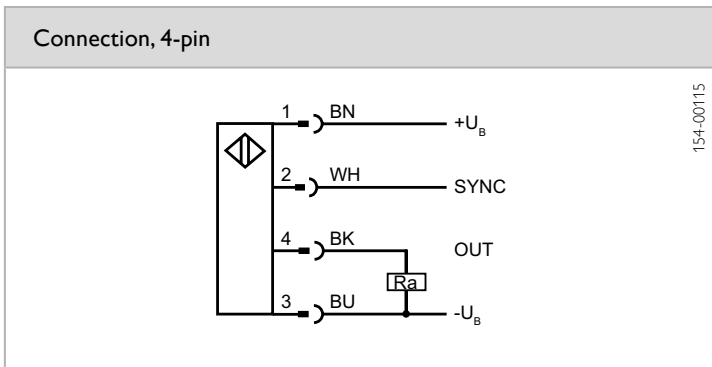 Connection, 4-pin
154-00115
1 BN +U_B
2 WH SYNC
4 BK OUT
Ra
3 BU -U_B